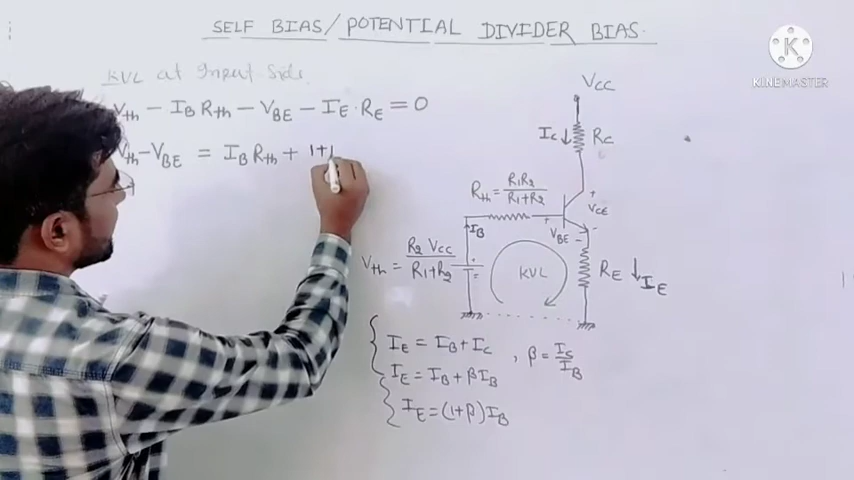 SELF BIAS/POTENTIAL DIVIDER BIAS.
KVL at Input Side
Vth - IB Rth - VBE - IE·RE = 0
Vth - VBE = IB Rth + 1+
VCC
IC↓ RC
Rth = R1R2/R1+R2
+
VCE
-
IB
+
VBE -
Vth = R2 VCC/R1+R2
KVL
RE ↓IE
IE = IB + IC , β = IC/IB
IE = IB + βIB
IE = (1+β)IB
K
KINEMASTER